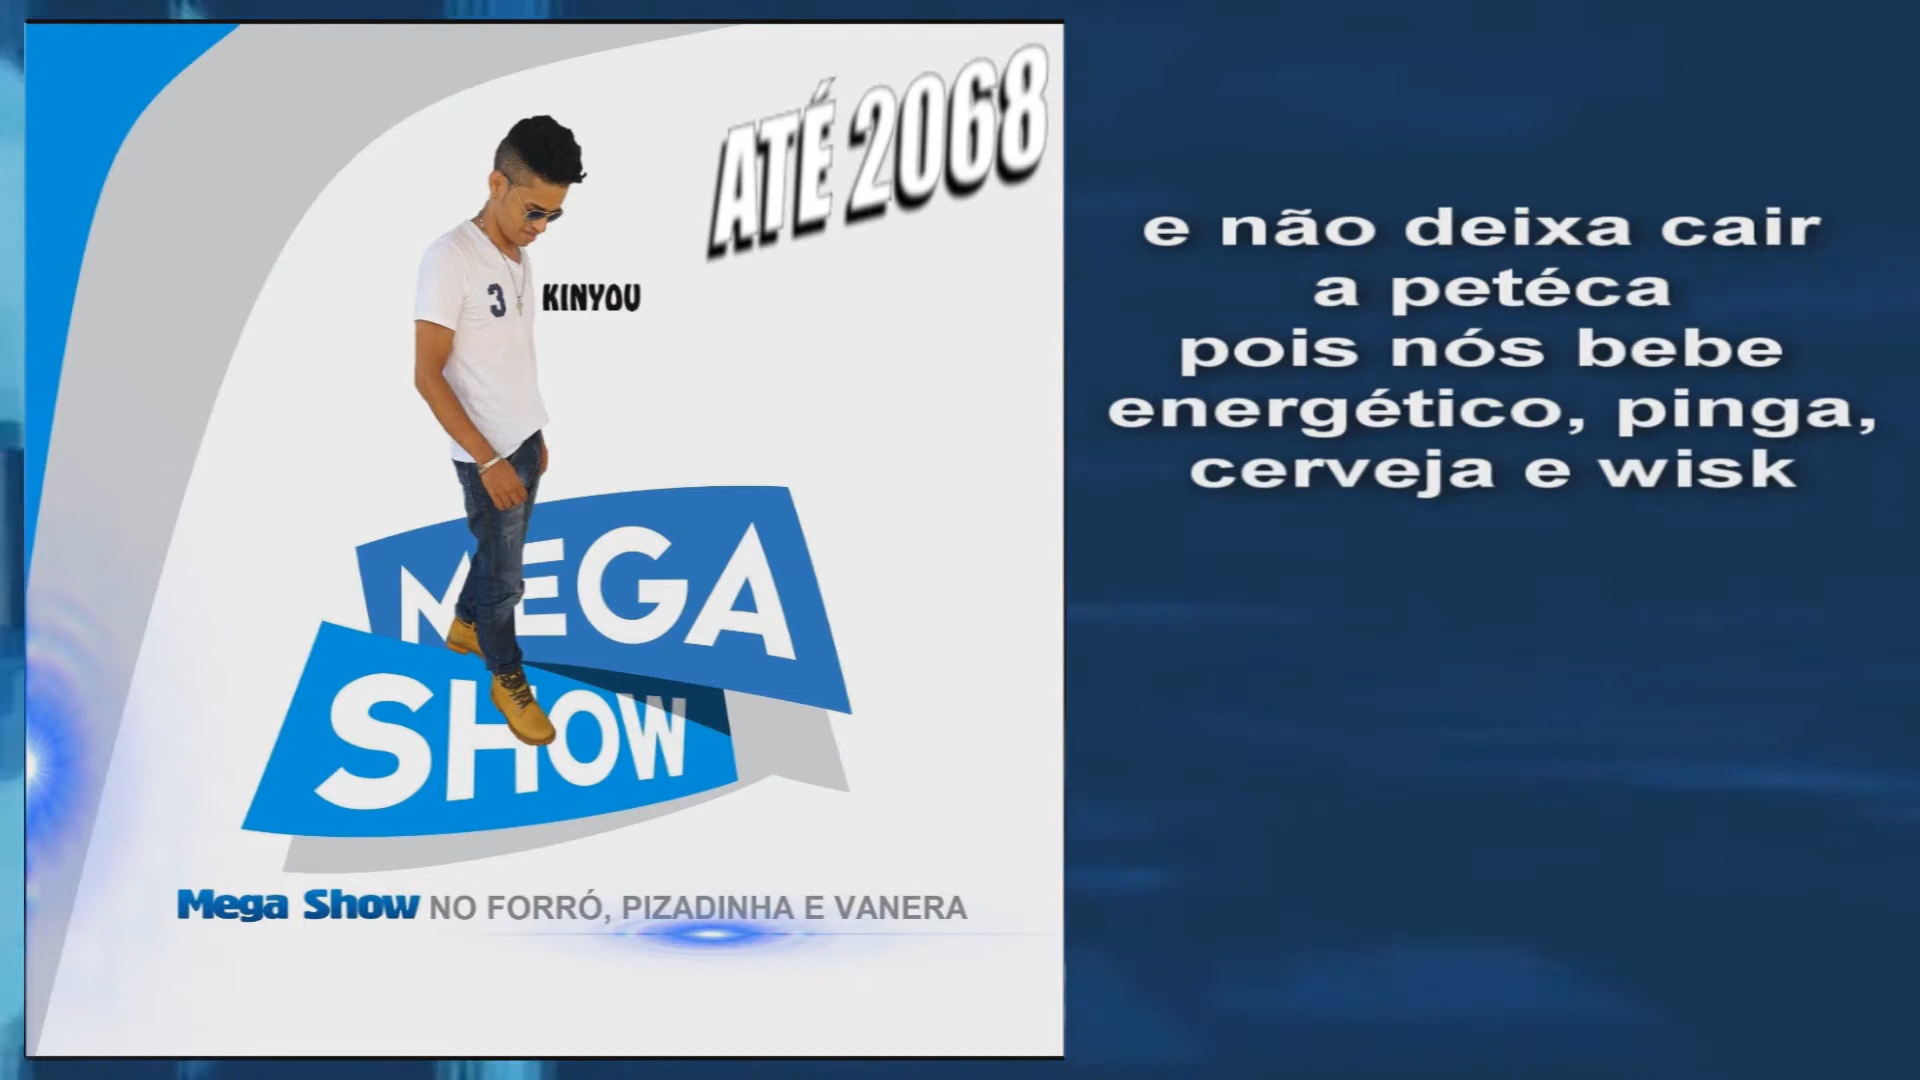 ATÉ 2068
3
KINYOU
MEGA
SHOW
Mega Show NO FORRÓ, PIZADINHA E VANERA
e não deixa cair
a petéca
pois nós bebe
energético, pinga,
cerveja e wisk